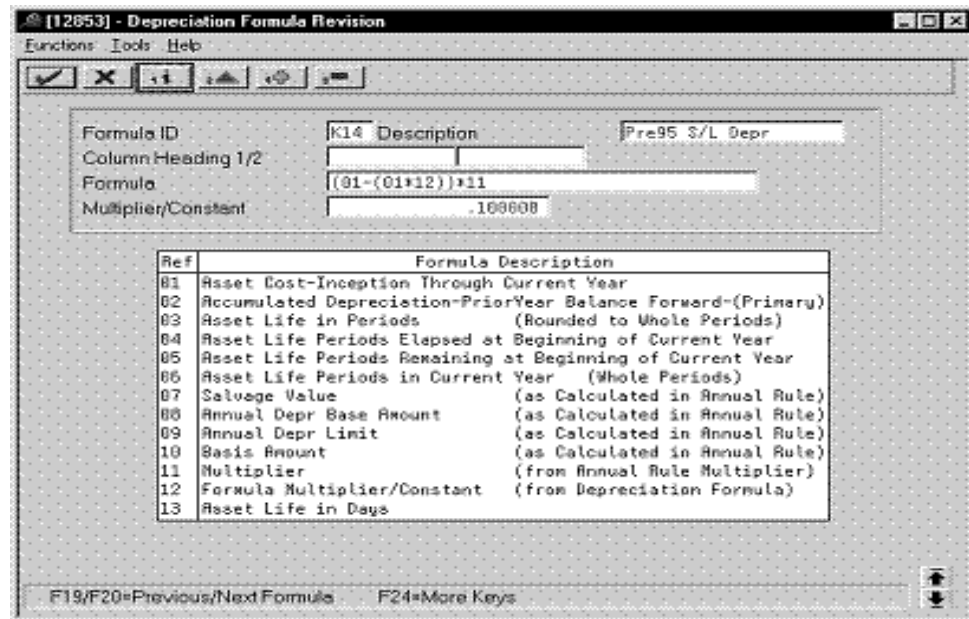 [12853] - Depreciation Formula Revision
Functions Tools Help
Formula ID K14 Description Pre95 S/L Depr
Column Heading 1/2
Formula (01-(01*12))*11
Multiplier/Constant .100000
Ref Formula Description
01 Asset Cost-Inception Through Current Year
02 Accumulated Depreciation-PriorYear Balance Forward-(Primary)
03 Asset Life in Periods (Rounded to Whole Periods)
04 Asset Life Periods Elapsed at Beginning of Current Year
05 Asset Life Periods Remaining at Beginning of Current Year
06 Asset Life Periods in Current Year (Whole Periods)
07 Salvage Value (as Calculated in Annual Rule)
08 Annual Depr Base Amount (as Calculated in Annual Rule)
09 Annual Depr Limit (as Calculated in Annual Rule)
10 Basis Amount (as Calculated in Annual Rule)
11 Multiplier (from Annual Rule Multiplier)
12 Formula Multiplier/Constant (from Depreciation Formula)
13 Asset Life in Days
F19/F20=Previous/Next Formula F24=More Keys